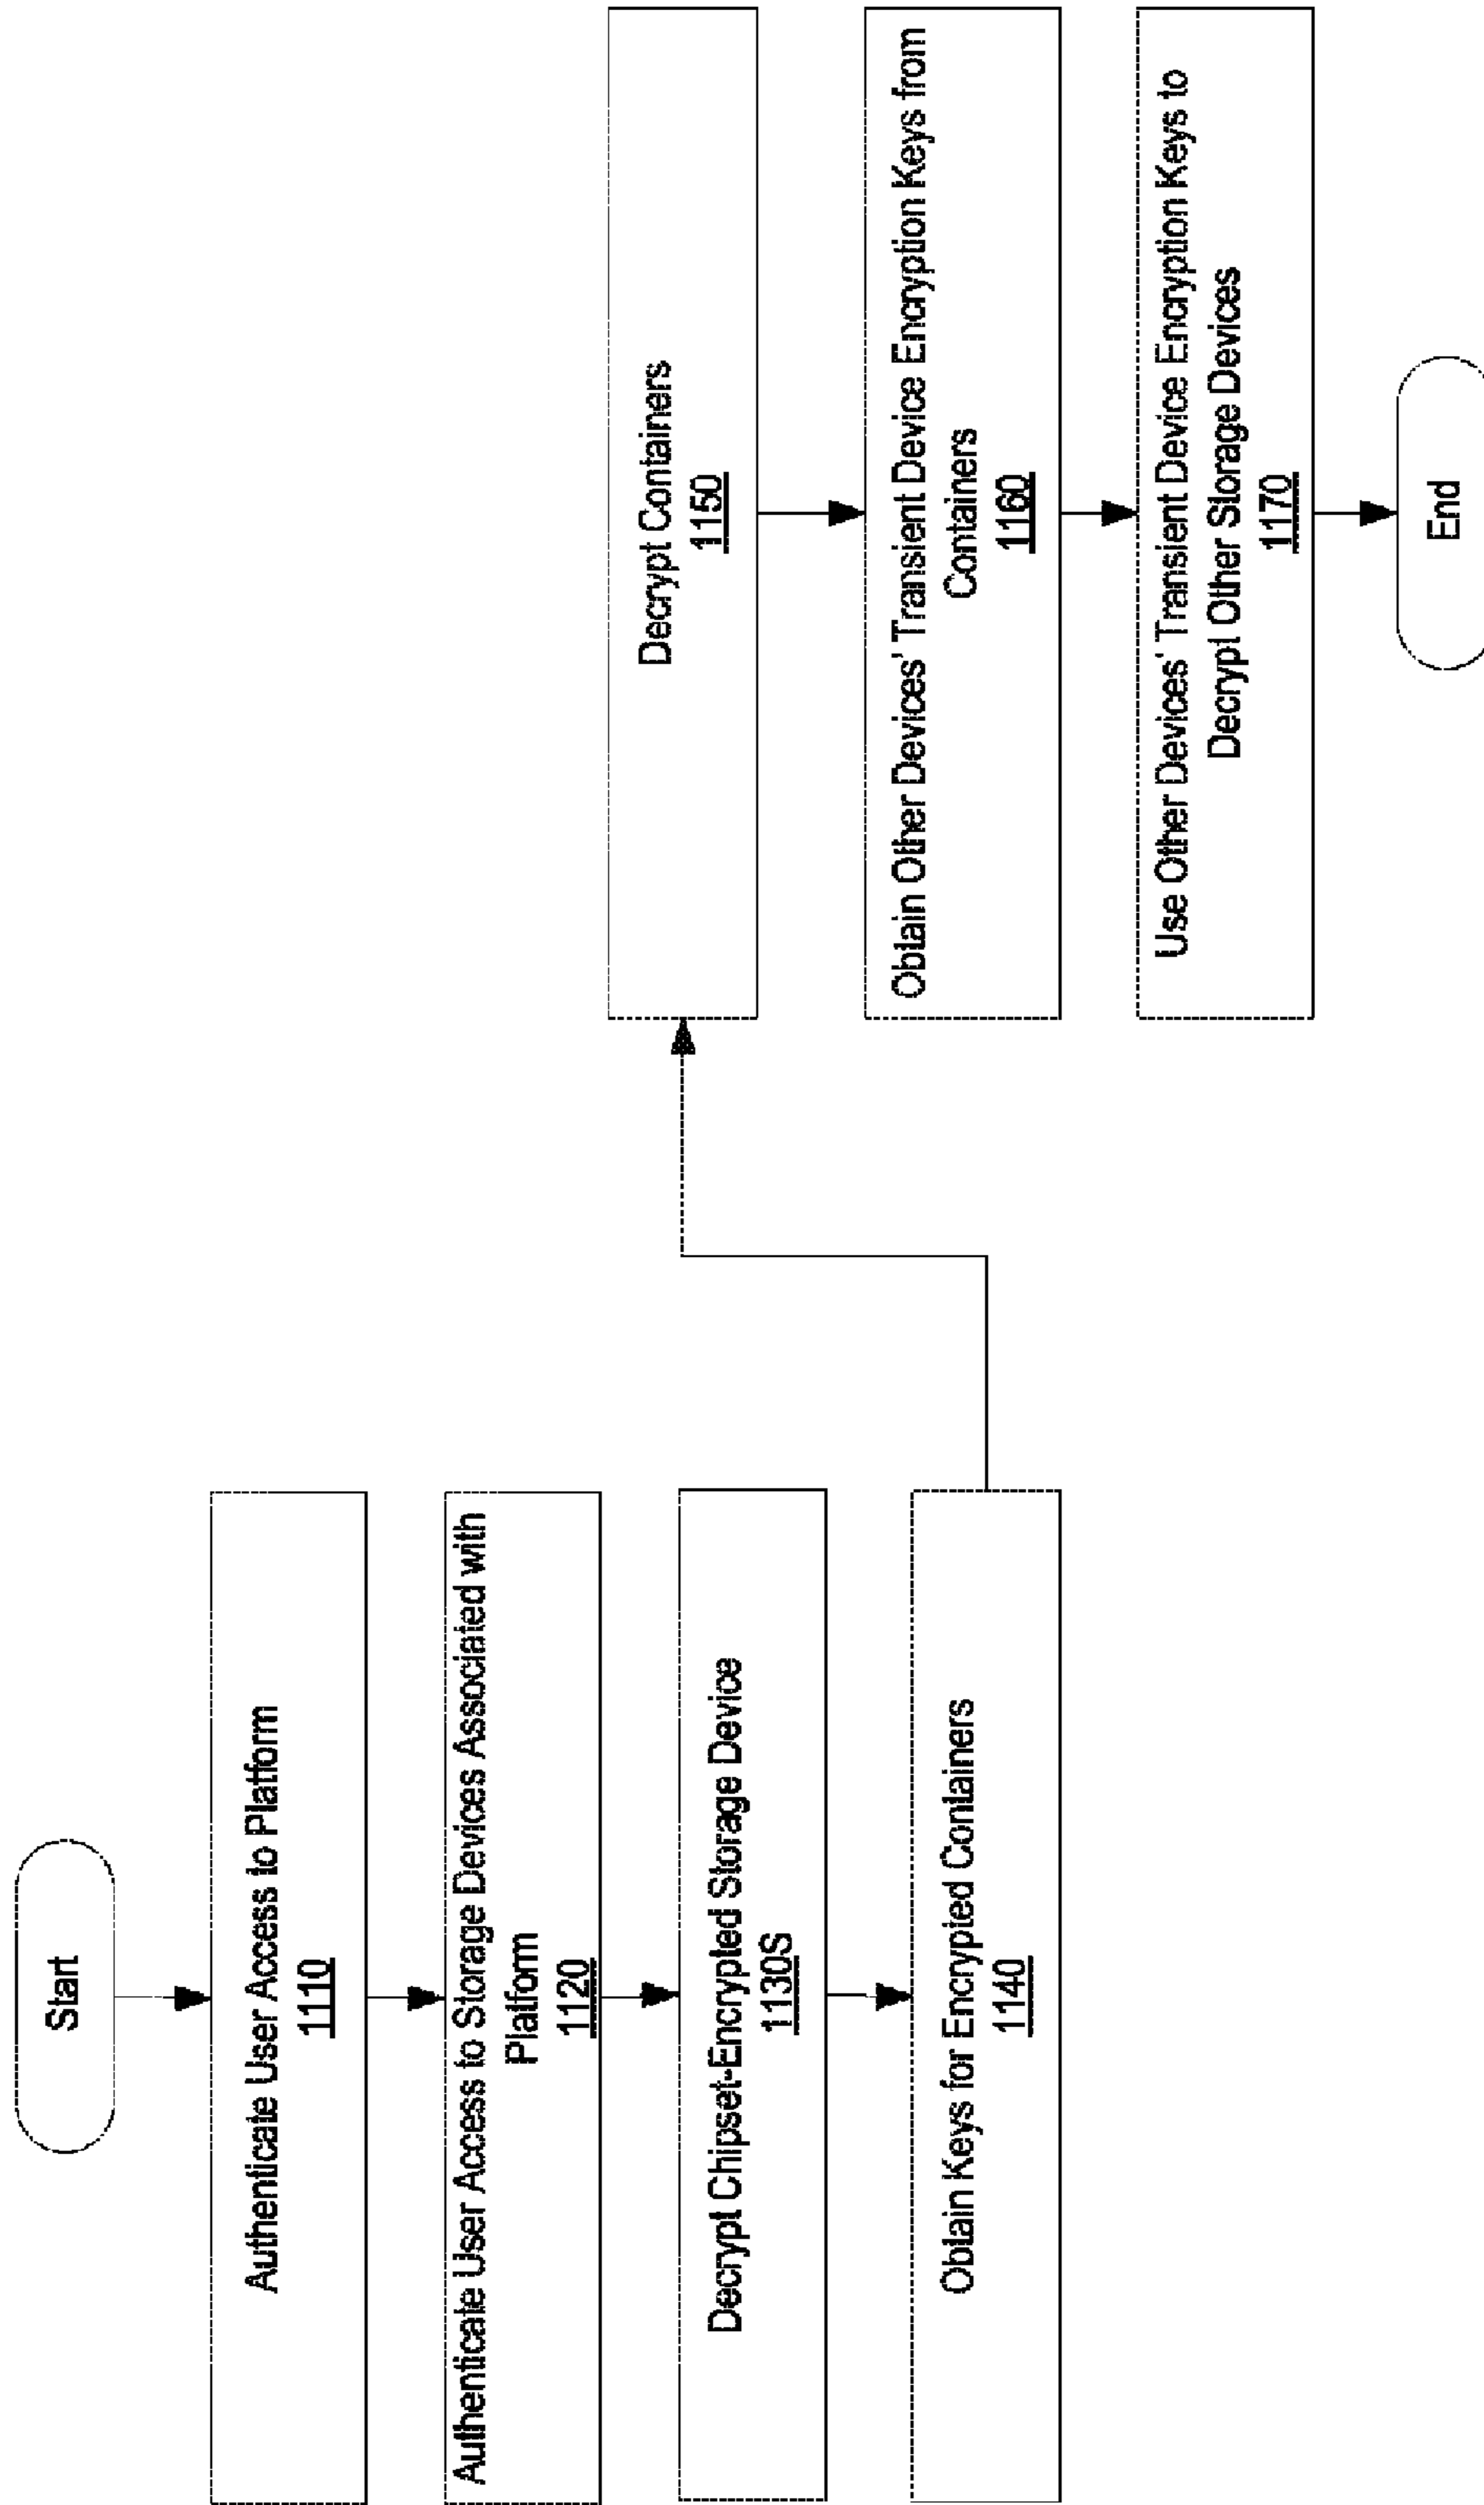 Start
Authenticate User Access to Platform
1110
Authenticate User Access to Storage Devices Associated with
Platform
1120
Decrypt Chipset-Encrypted Storage Device
1130S
Obtain Keys for Encrypted Containers
1140
Decrypt Containers
1150
Obtain Other Devices' Transient Device Encryption Keys from
Containers
1160
Use Other Devices' Transient Device Encryption Keys to
Decrypt Other Storage Devices
1170
End